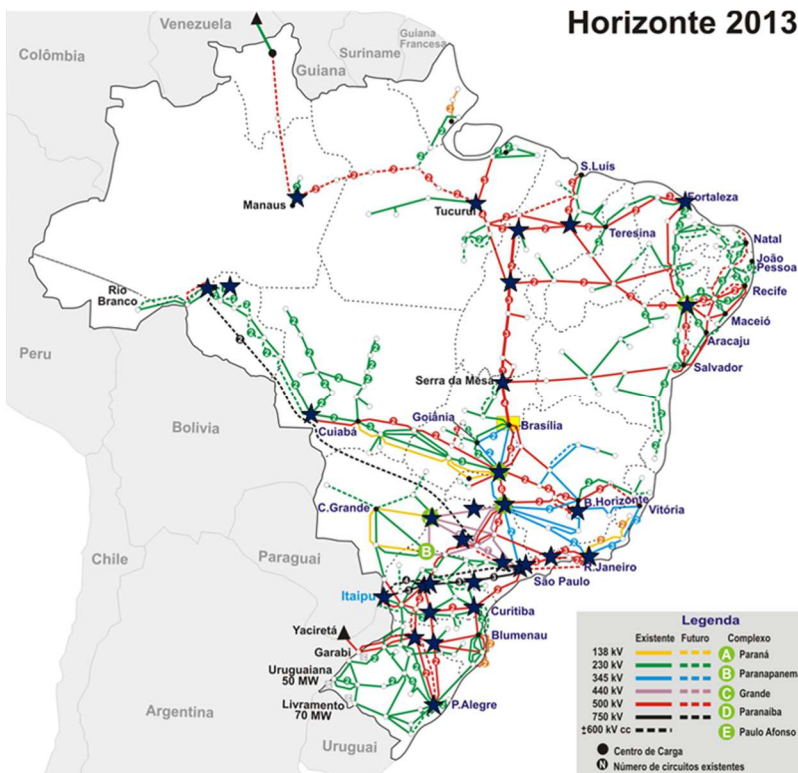 Horizonte 2013
Venezuela
Colômbia
Guiana
Suriname
Guiana
Francesa
S.Luís
Fortaleza
Manaus
Tucuruí
Teresina
Natal
João
Pessoa
Rio
Branco
Recife
Maceió
Aracaju
Peru
Serra da Mesa
Salvador
Goiânia
Brasília
Cuiabá
Bolivia
C.Grande
B.Horizonte
Vitória
B
Chile
Paraguai
R.Janeiro
São Paulo
Itaipu
Curitiba
Yaciretá
Garabi
Blumenau
Uruguaiana
50 MW
Livramento
70 MW
P.Alegre
Argentina
Uruguai
Legenda
Existente Futuro Complexo
138 kV A Paraná
230 kV B Paranapanema
345 kV C Grande
440 kV D Paranaíba
500 kV E Paulo Afonso
750 kV
±600 kV cc
Centro de Carga
N Número de circuitos existentes